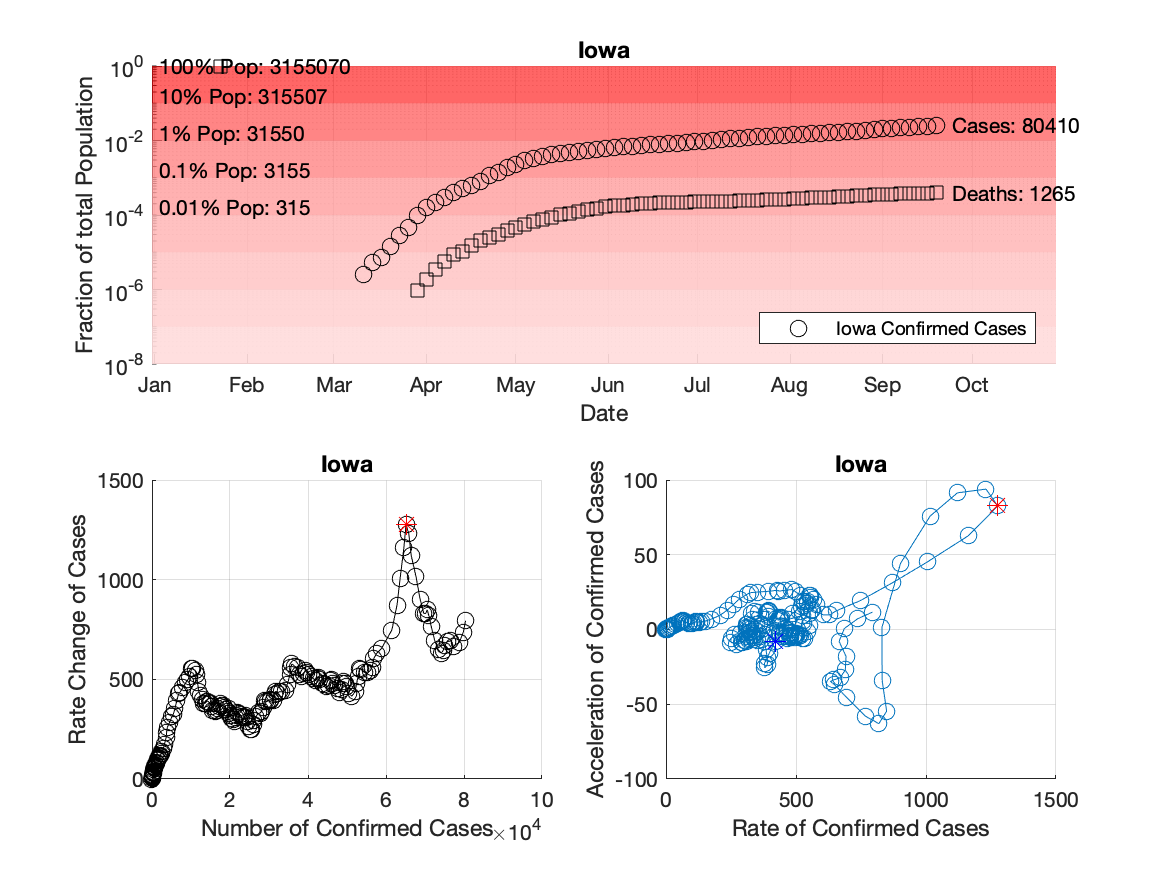 Iowa
10^0
10^-2
10^-4
10^-6
10^-8
Fraction of total Population
100% Pop: 3155070
10% Pop: 315507
1% Pop: 31550
0.1% Pop: 3155
0.01% Pop: 315
Cases: 80410
Deaths: 1265
Iowa Confirmed Cases
Jan Feb Mar Apr May Jun Jul Aug Sep Oct
Date
Iowa
1500
1000
500
0
Rate Change of Cases
0 2 4 6 8 10
Number of Confirmed Cases ×10^4
Iowa
100
50
0
-50
-100
Acceleration of Confirmed Cases
0 500 1000 1500
Rate of Confirmed Cases